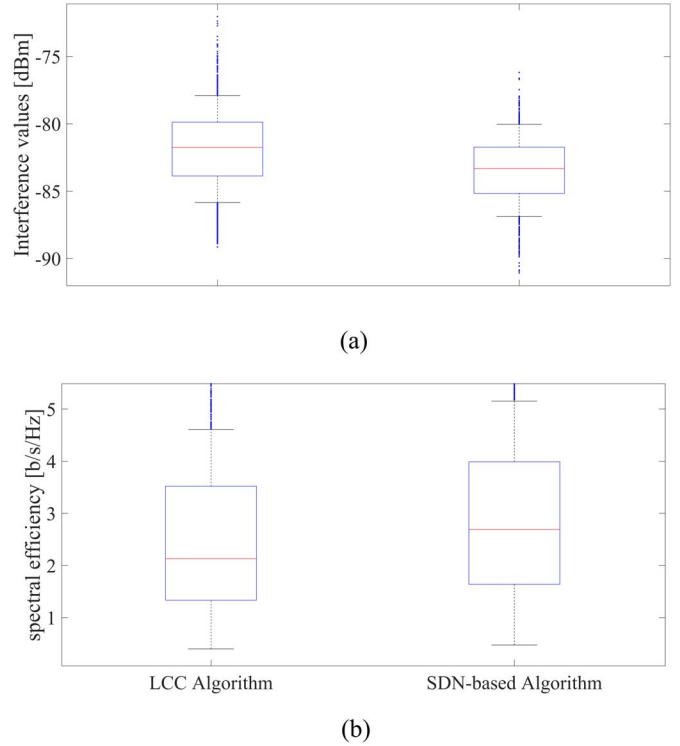 Interference values [dBm]
-75
-80
-85
-90
(a)
spectral efficiency [b/s/Hz]
5
4
3
2
1
LCC Algorithm
SDN-based Algorithm
(b)